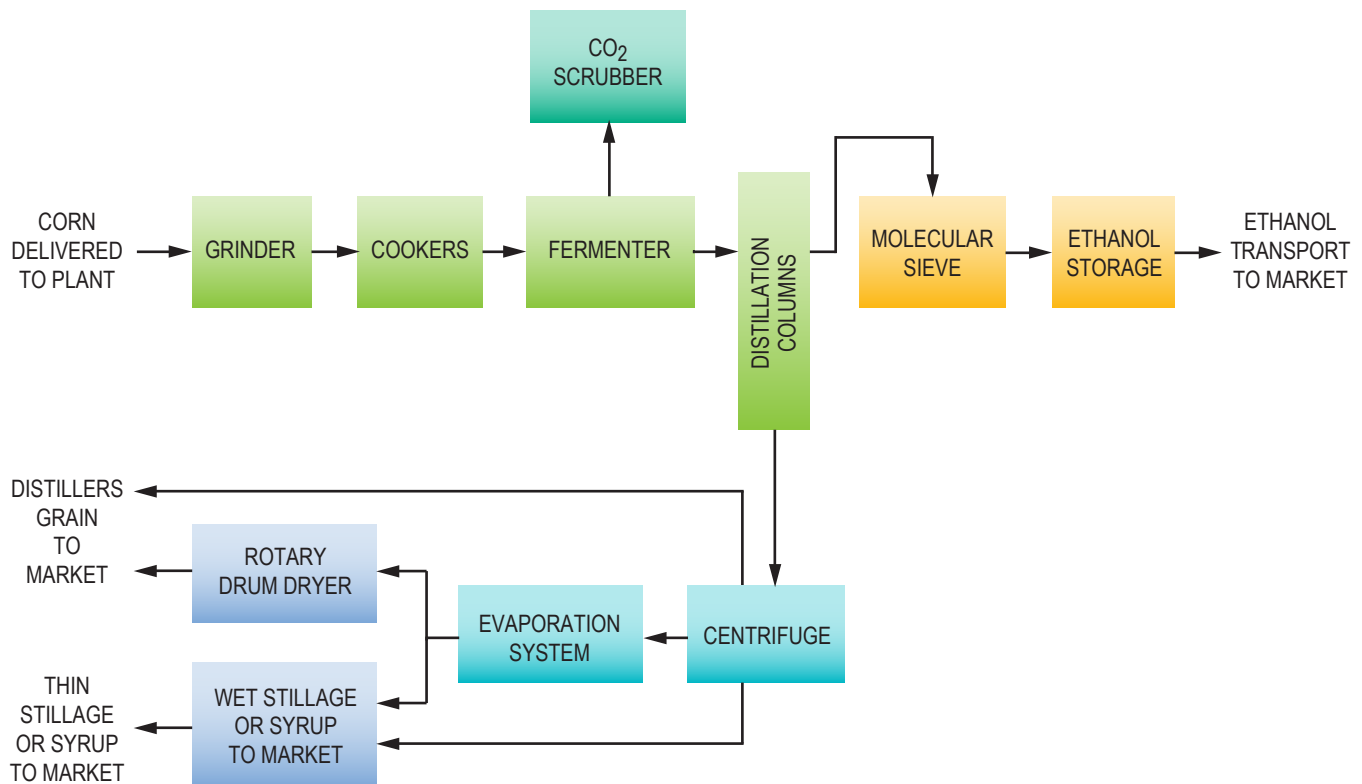 CO2
SCRUBBER
CORN
DELIVERED
TO PLANT
GRINDER
COOKERS
FERMENTER
DISTILLATION
COLUMNS
MOLECULAR
SIEVE
ETHANOL
STORAGE
ETHANOL
TRANSPORT
TO MARKET
DISTILLERS
GRAIN
TO
MARKET
ROTARY
DRUM DRYER
EVAPORATION
SYSTEM
CENTRIFUGE
THIN
STILLAGE
OR SYRUP
TO MARKET
WET STILLAGE
OR SYRUP
TO MARKET